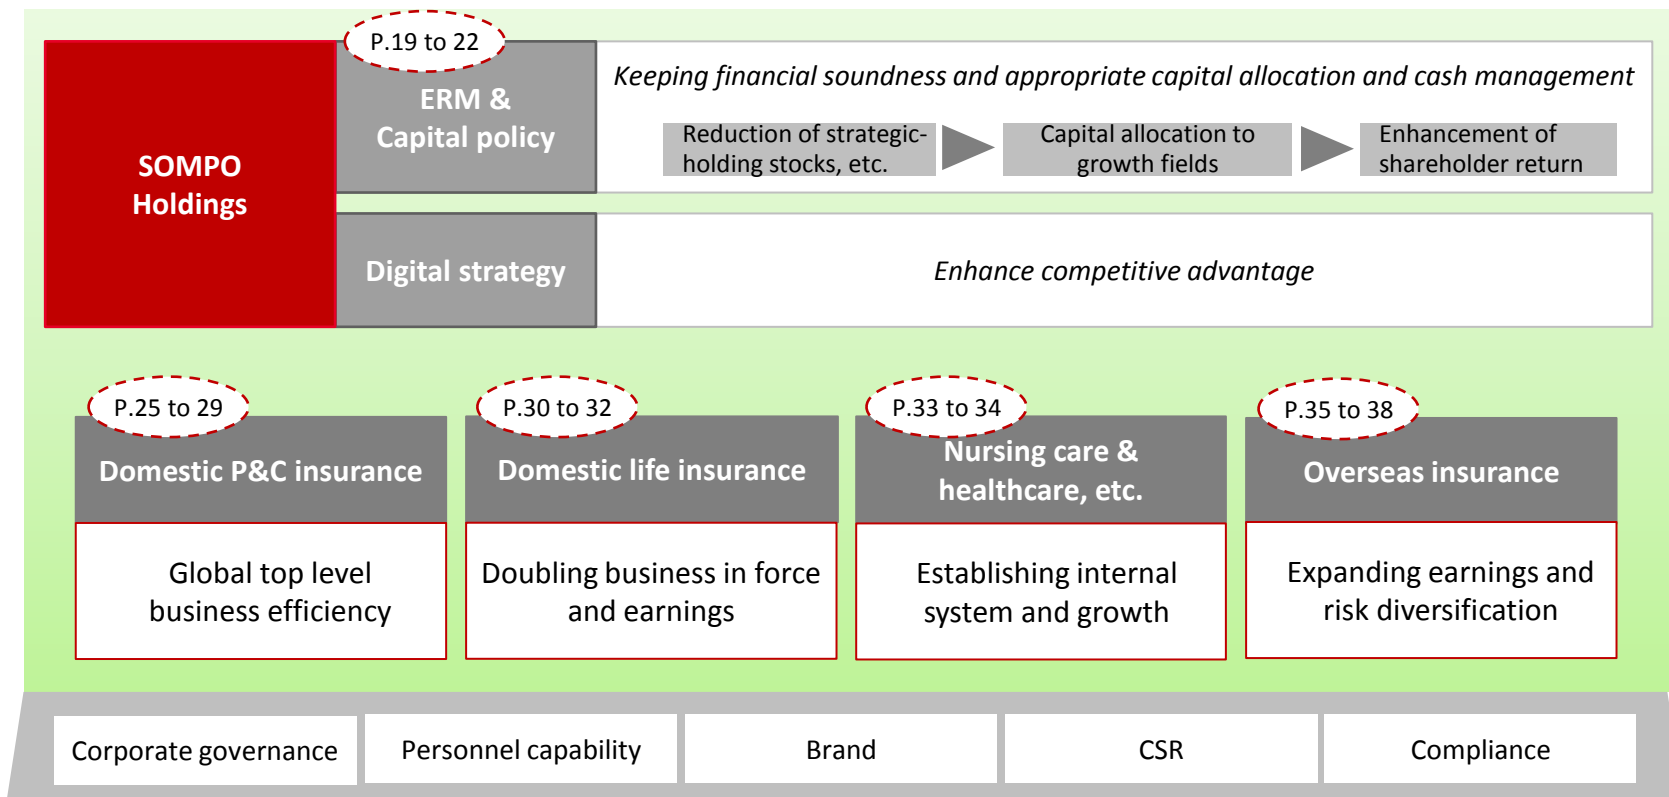 SOMPO
Holdings
P.19 to 22
ERM &
Capital policy
Keeping financial soundness and appropriate capital allocation and cash management
Reduction of strategic-
holding stocks, etc.
Capital allocation to
growth fields
Enhancement of
shareholder return
Digital strategy
Enhance competitive advantage
P.25 to 29
Domestic P&C insurance
Global top level
business efficiency
P.30 to 32
Domestic life insurance
Doubling business in force
and earnings
P.33 to 34
Nursing care &
healthcare, etc.
Establishing internal
system and growth
P.35 to 38
Overseas insurance
Expanding earnings and
risk diversification
Corporate governance
Personnel capability
Brand
CSR
Compliance